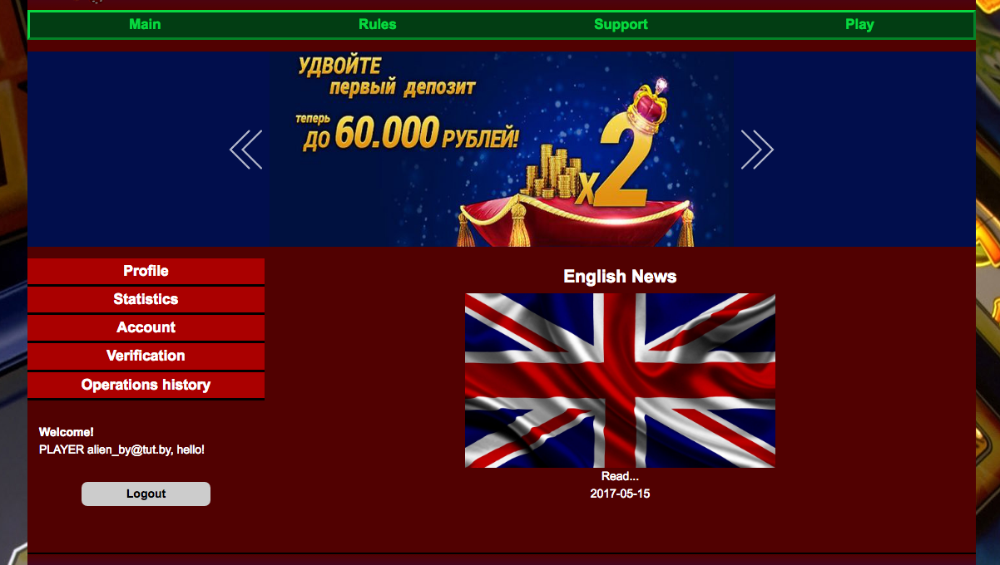 Main
Rules
Support
Play
УДВОЙТЕ
первый депозит
теперь
до 60.000 РУБЛЕЙ!
x2
Profile
Statistics
Account
Verification
Operations history
Welcome!
PLAYER alien_by@tut.by, hello!
Logout
English News
Read...
2017-05-15